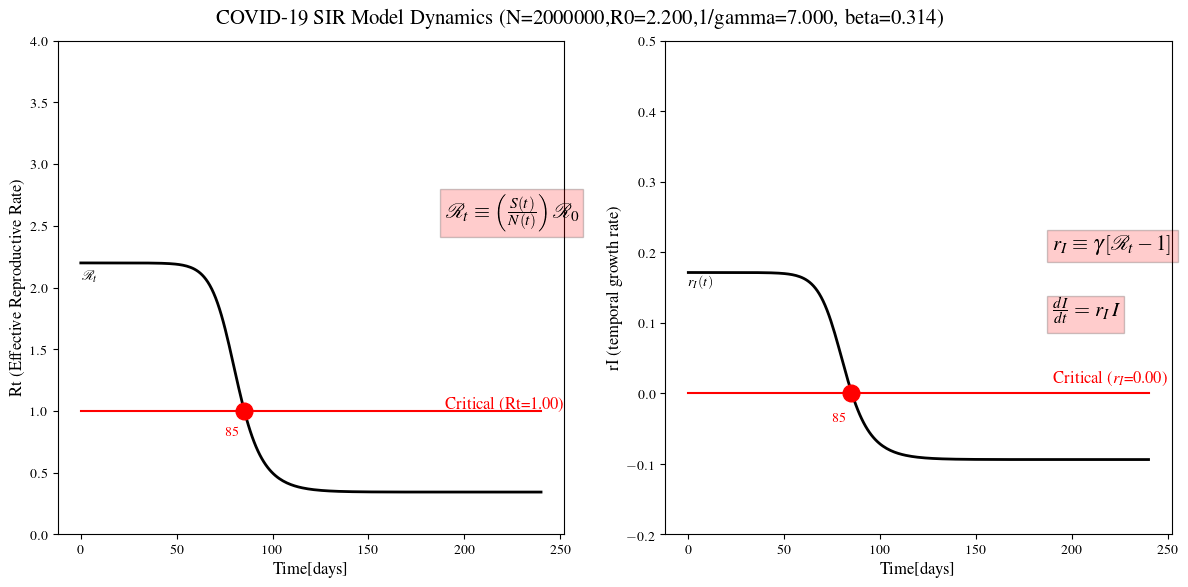 COVID-19 SIR Model Dynamics (N=2000000,R0=2.200,1/gamma=7.000, beta=0.314)
Rt (Effective Reproductive Rate)
4.0
3.5
3.0
2.5
2.0
1.5
1.0
0.5
0.0
ℛₜ ≡ (S(t)/N(t)) ℛ₀
ℛₜ
Critical (Rt=1.00)
85
0 50 100 150 200 250
Time[days]
rI (temporal growth rate)
0.5
0.4
0.3
0.2
0.1
0.0
−0.1
−0.2
r_I ≡ γ[ℛₜ − 1]
r_I(t)
dI/dt = r_I I
Critical (r_I=0.00)
85
0 50 100 150 200 250
Time[days]